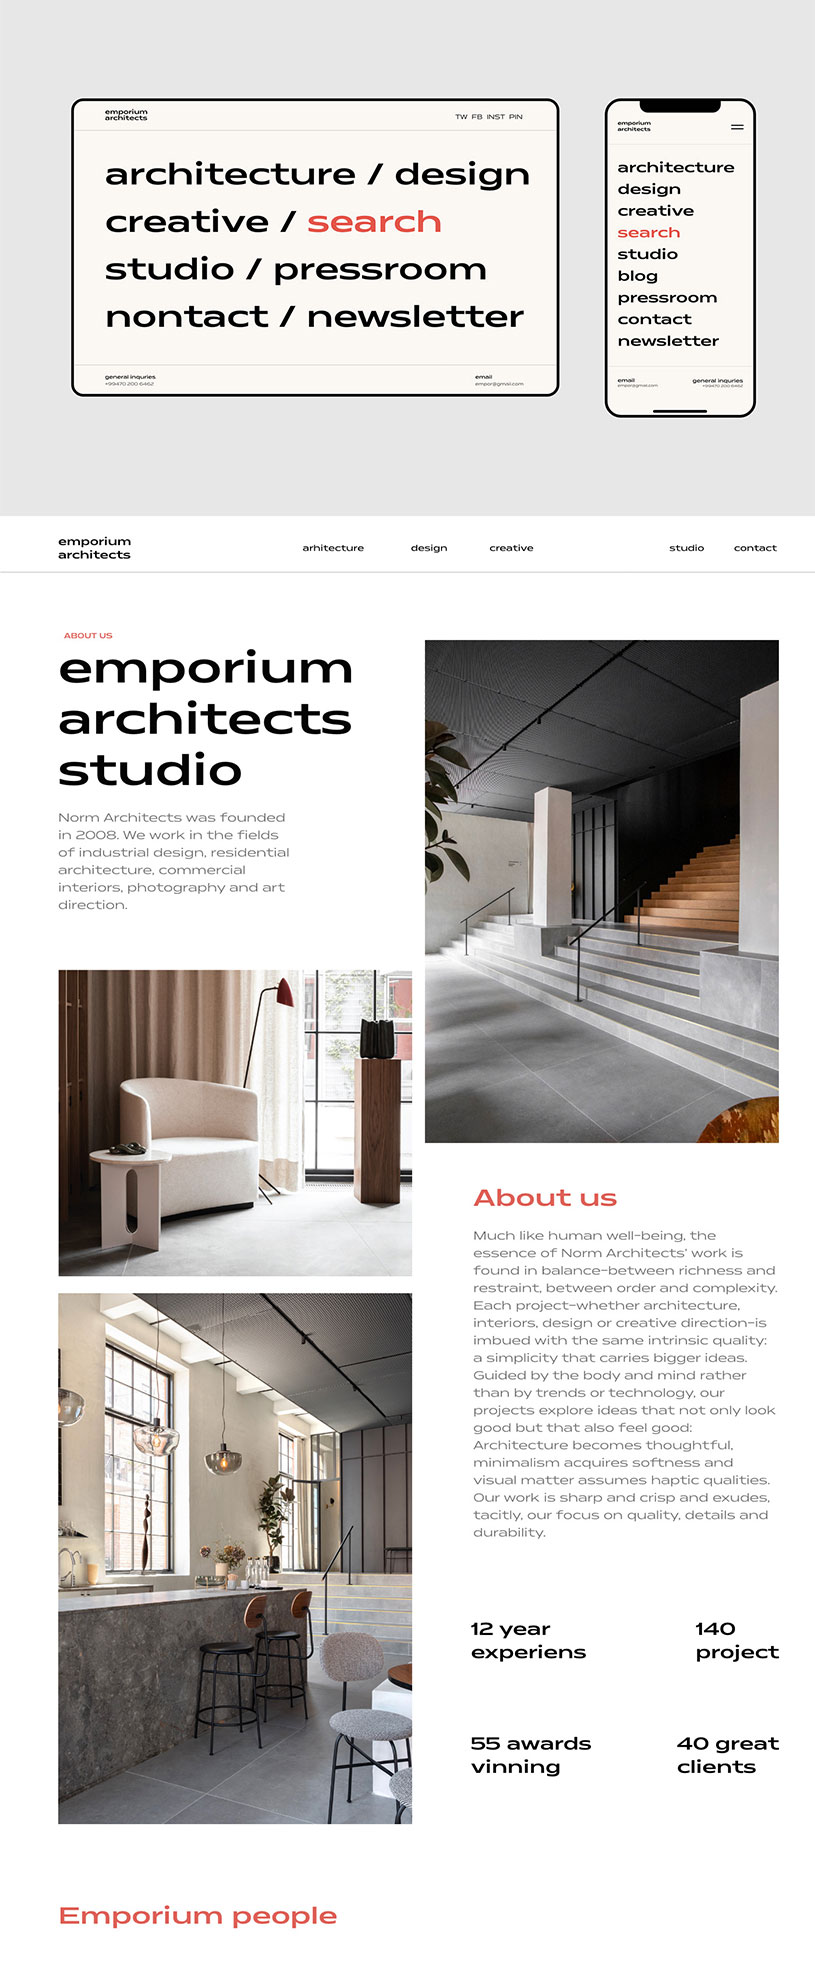 emporium
architects
TW FB INST PIN
architecture / design
creative / search
studio / pressroom
nontact / newsletter
general inquries
+99470 200 6462
email
empor@gmail.com
emporium
architects
architecture
design
creative
search
studio
blog
pressroom
contact
newsletter
email
empor@gmail.com
general inquries
+99470 200 6462
emporium
architects
arhitecture
design
creative
studio
contact
ABOUT US
emporium
architects
studio
Norm Architects was founded
in 2008. We work in the fields
of industrial design, residential
architecture, commercial
interiors, photography and art
direction.
About us
Much like human well-being, the
essence of Norm Architects' work is
found in balance-between richness and
restraint, between order and complexity.
Each project-whether architecture,
interiors, design or creative direction-is
imbued with the same intrinsic quality:
a simplicity that carries bigger ideas.
Guided by the body and mind rather
than by trends or technology, our
projects explore ideas that not only look
good but that also feel good:
Architecture becomes thoughtful,
minimalism acquires softness and
visual matter assumes haptic qualities.
Our work is sharp and crisp and exudes,
tacitly, our focus on quality, details and
durability.
12 year
experiens
140
project
55 awards
vinning
40 great
clients
Emporium people